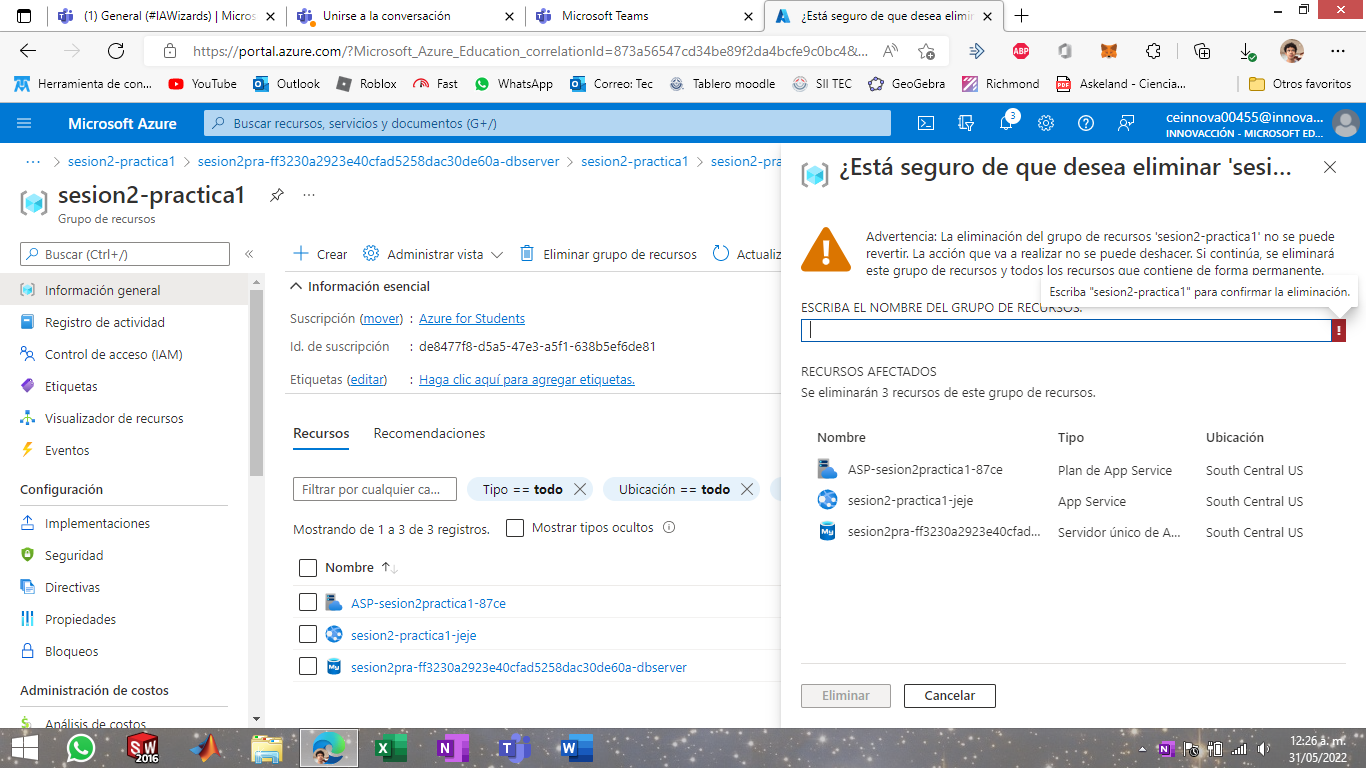 (1) General (#IAWizards) | Micros
Unirse a la conversación
Microsoft Teams
¿Está seguro de que desea elimin
https://portal.azure.com/?Microsoft_Azure_Education_correlationId=873a56547cd34be89f2da4bcfe9c0bc4&...
ABP
Herramienta de con...
YouTube
Outlook
Roblox
Fast
WhatsApp
Correo: Tec
Tablero moodle
SII TEC
GeoGebra
Richmond
Askeland - Ciencia...
Otros favoritos
Microsoft Azure
Buscar recursos, servicios y documentos (G+/)
3
ceinnova00455@innova...
INNOVACCIÓN - MICROSOFT ED...
... > sesion2-practica1 > sesion2pra-ff3230a2923e40cfad5258dac30de60a-dbserver > sesion2-practica1 > sesion2-pra
sesion2-practica1
Grupo de recursos
Buscar (Ctrl+/)
«
Información general
Registro de actividad
Control de acceso (IAM)
Etiquetas
Visualizador de recursos
Eventos
Configuración
Implementaciones
Seguridad
Directivas
Propiedades
Bloqueos
Administración de costos
Análisis de costos
Crear
Administrar vista
Eliminar grupo de recursos
Actualiz
Información esencial
Suscripción (mover) : Azure for Students
Id. de suscripción : de8477f8-d5a5-47e3-a5f1-638b5ef6de81
Etiquetas (editar) : Haga clic aquí para agregar etiquetas.
Recursos
Recomendaciones
Filtrar por cualquier ca...
Tipo == todo
Ubicación == todo
Mostrando de 1 a 3 de 3 registros.
Mostrar tipos ocultos
Nombre ↑↓
ASP-sesion2practica1-87ce
sesion2-practica1-jeje
sesion2pra-ff3230a2923e40cfad5258dac30de60a-dbserver
¿Está seguro de que desea eliminar 'sesi...
Advertencia: La eliminación del grupo de recursos 'sesion2-practica1' no se puede
revertir. La acción que va a realizar no se puede deshacer. Si continúa, se eliminará
este grupo de recursos y todos los recursos que contiene de forma permanente.
Escriba "sesion2-practica1" para confirmar la eliminación.
ESCRIBA EL NOMBRE DEL GRUPO DE RECURSOS:
!
RECURSOS AFECTADOS
Se eliminarán 3 recursos de este grupo de recursos.
Nombre Tipo Ubicación
ASP-sesion2practica1-87ce Plan de App Service South Central US
sesion2-practica1-jeje App Service South Central US
sesion2pra-ff3230a2923e40cfad... Servidor único de A... South Central US
Eliminar
Cancelar
SW
2016
12:26 a. m.
31/05/2022